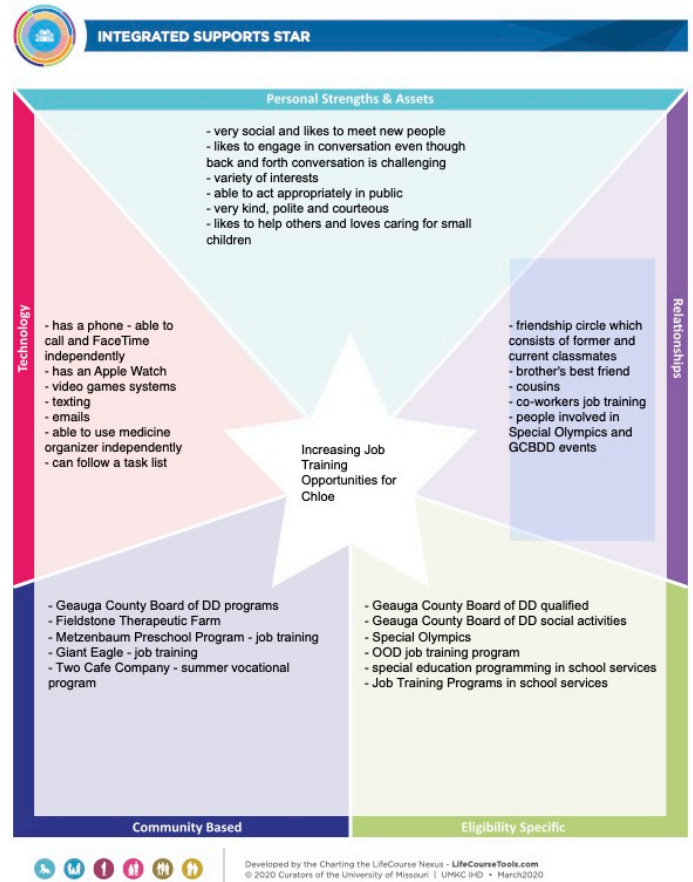 INTEGRATED SUPPORTS STAR
Personal Strengths & Assets
- very social and likes to meet new people
- likes to engage in conversation even though
back and forth conversation is challenging
- variety of interests
- able to act appropriately in public
- very kind, polite and courteous
- likes to help others and loves caring for small
children
Technology
- has a phone - able to
call and FaceTime
independently
- has an Apple Watch
- video games systems
- texting
- emails
- able to use medicine
organizer independently
- can follow a task list
Relationships
- friendship circle which
consists of former and
current classmates
- brother's best friend
- cousins
- co-workers job training
- people involved in
Special Olympics and
GCBDD events
Increasing Job
Training
Opportunities for
Chloe
- Geauga County Board of DD programs
- Fieldstone Therapeutic Farm
- Metzenbaum Preschool Program - job training
- Giant Eagle - job training
- Two Cafe Company - summer vocational
program
Community Based
- Geauga County Board of DD qualified
- Geauga County Board of DD social activities
- Special Olympics
- OOD job training program
- special education programming in school services
- Job Training Programs in school services
Eligibility Specific
Developed by the Charting the LifeCourse Nexus - LifeCourseTools.com
© 2020 Curators of the University of Missouri | UMKC IHD • March2020